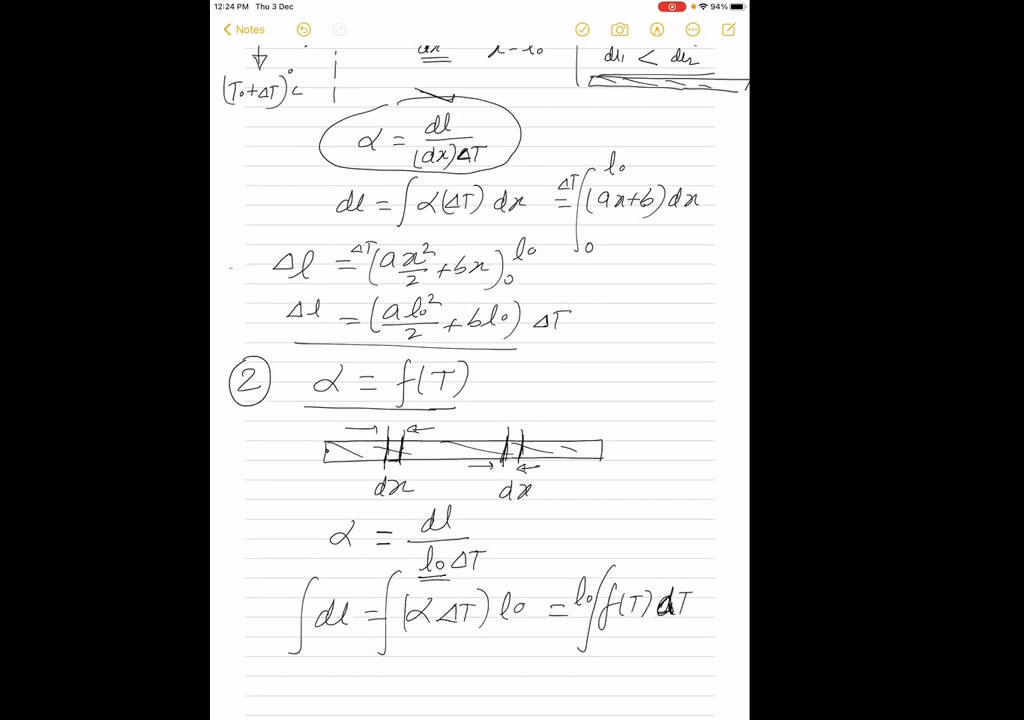 12:24 PM Thu 3 Dec
94%
Notes
dl₁ < dl₂
(T₀+ΔT)°C
α = dl/(dx)ΔT
dl = ∫ α(ΔT) dx = ΔT ∫₀^l₀ (ax+b)dx
Δl = ΔT (ax²/2 + bx)₀^l₀
Δl = (al₀²/2 + bl₀) ΔT
② α = f(T)
dx dx
α = dl/l₀ΔT
∫dl = ∫(α ΔT) l₀ = l₀∫f(T) dT